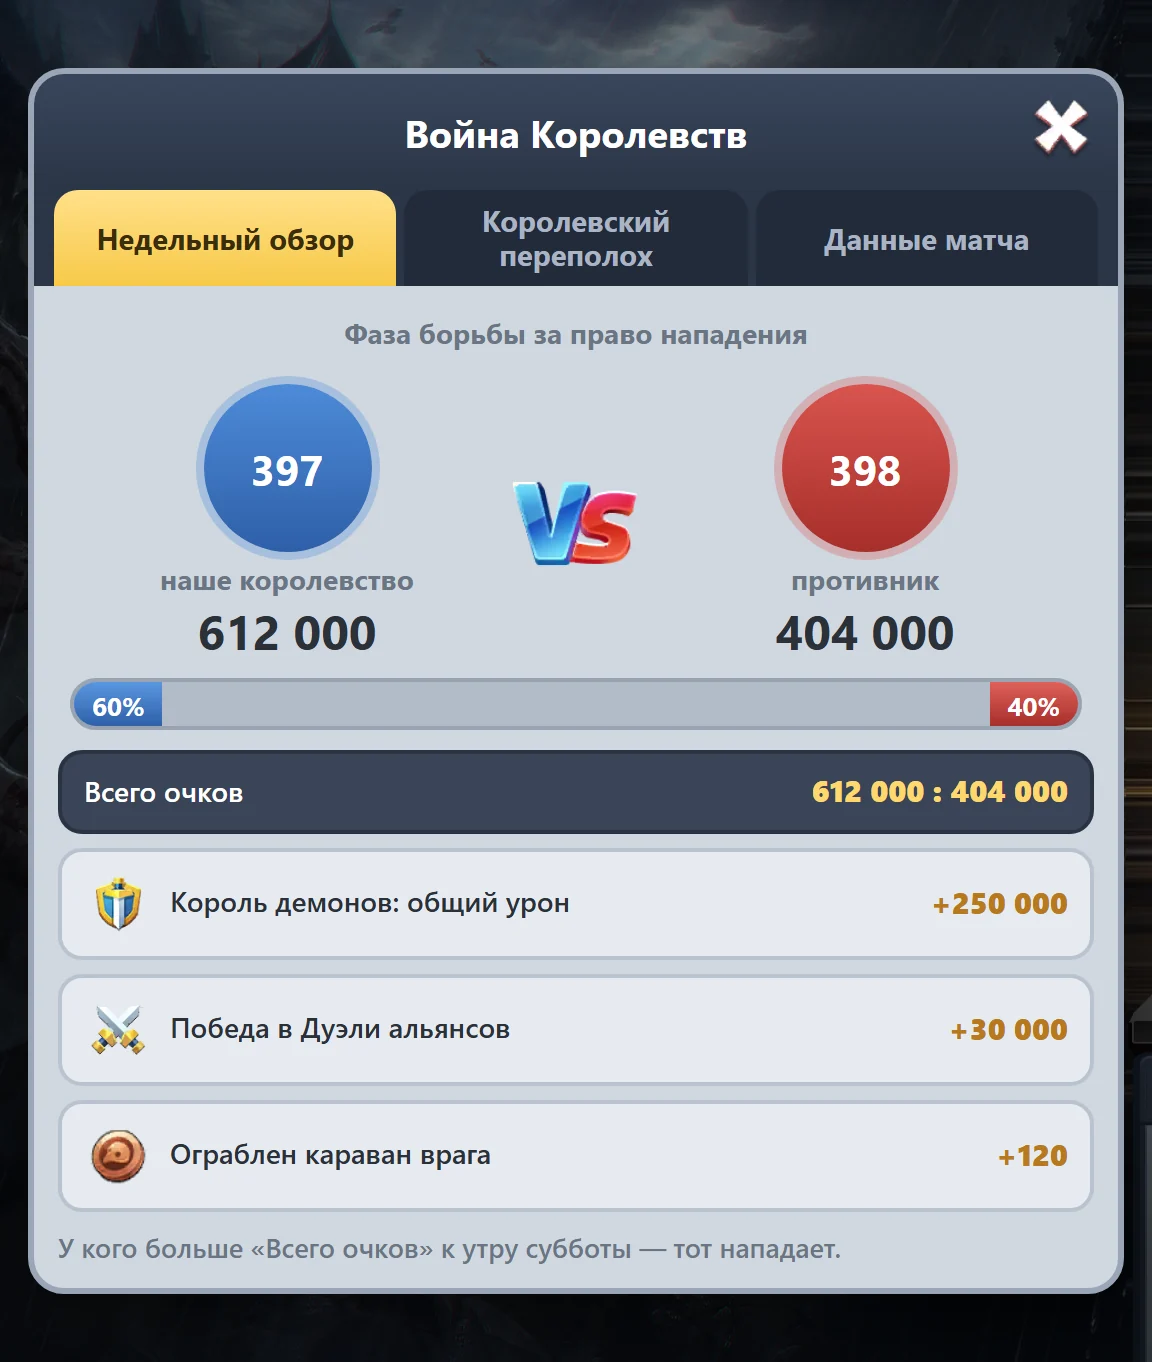 Война Королевств
Недельный обзор
Королевский
переполох
Данные матча
Фаза борьбы за право нападения
397
398
VS
наше королевство
противник
612 000
404 000
60%
40%
Всего очков
612 000 : 404 000
Король демонов: общий урон
+250 000
Победа в Дуэли альянсов
+30 000
Ограблен караван врага
+120
У кого больше «Всего очков» к утру субботы — тот нападает.